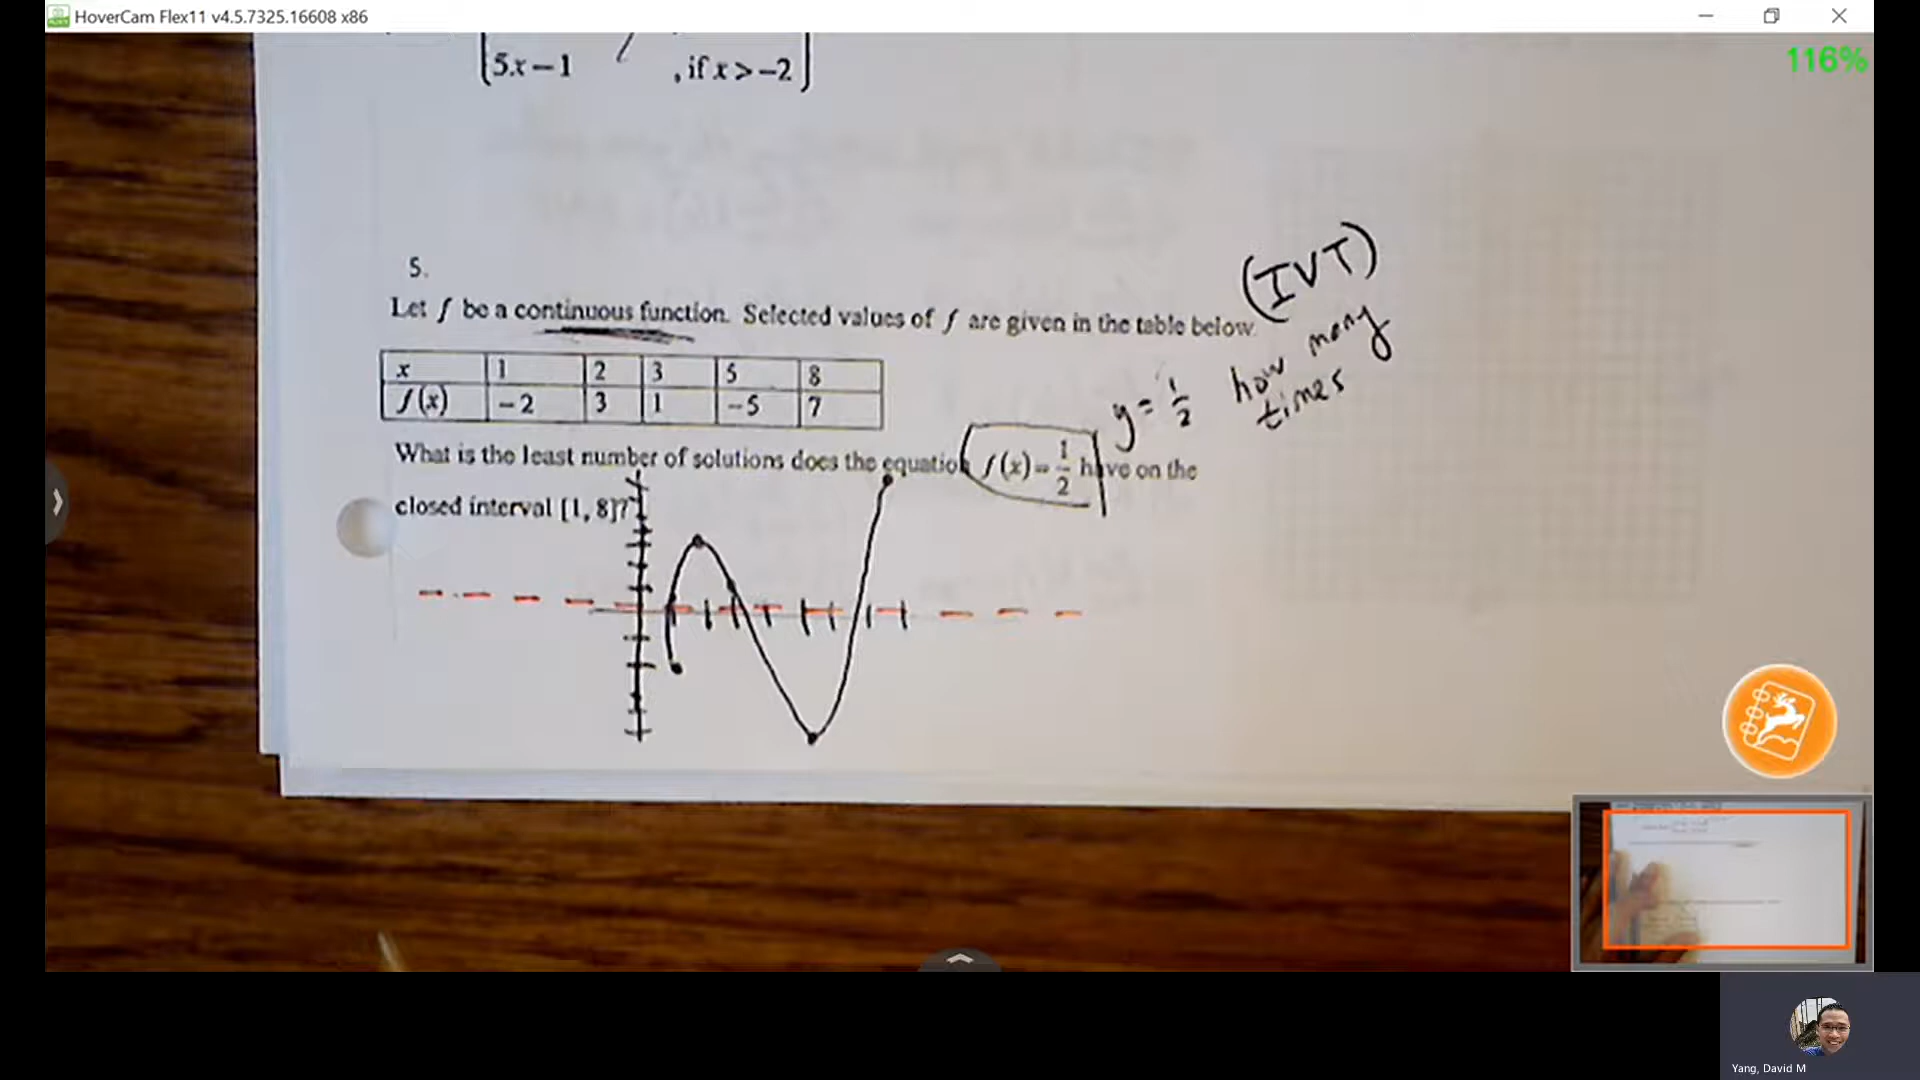 HoverCam Flex11 v4.5.7325.16608 x86
116%
5x-1 , if x > -2
5.
(IVT)
Let f be a continuous function. Selected values of f are given in the table below.
how many
times
x 1 2 3 5 8
f(x) -2 3 1 -5 7
y = 1/2
What is the least number of solutions does the equation f(x) = 1/2 have on the
closed interval [1, 8]?
Yang, David M